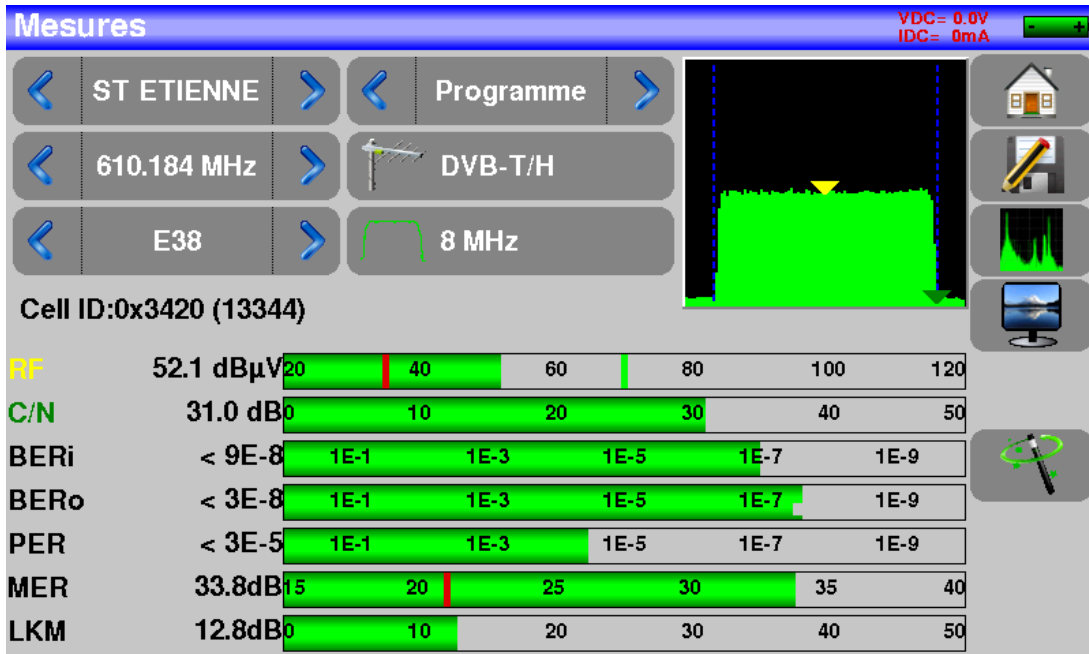 Mesures
VDC= 0.0V
IDC= 0mA
- +
ST ETIENNE
Programme
610.184 MHz
DVB-T/H
E38
8 MHz
Cell ID:0x3420 (13344)
RF 52.1 dBµV 20 40 60 80 100 120
C/N 31.0 dB 0 10 20 30 40 50
BERi < 9E-8 1E-1 1E-3 1E-5 1E-7 1E-9
BERo < 3E-8 1E-1 1E-3 1E-5 1E-7 1E-9
PER < 3E-5 1E-1 1E-3 1E-5 1E-7 1E-9
MER 33.8dB 15 20 25 30 35 40
LKM 12.8dB 0 10 20 30 40 50